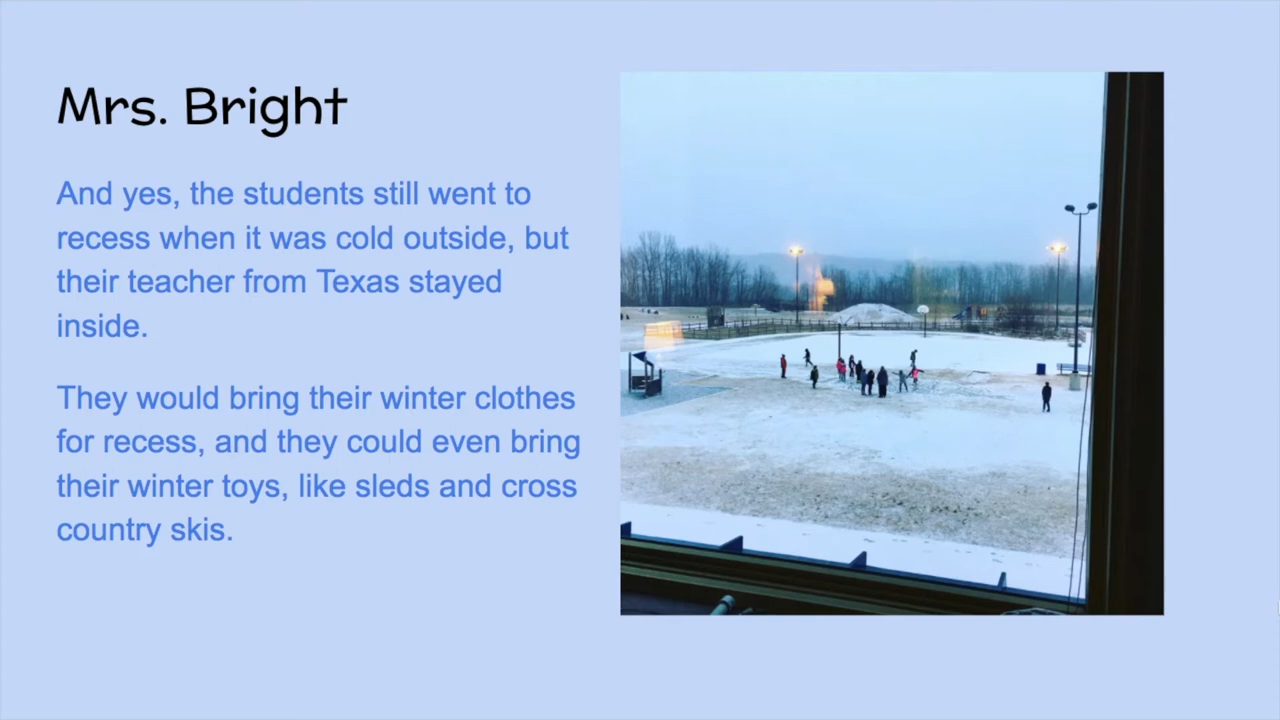 Mrs. Bright
And yes, the students still went to
recess when it was cold outside, but
their teacher from Texas stayed
inside.
They would bring their winter clothes
for recess, and they could even bring
their winter toys, like sleds and cross
country skis.